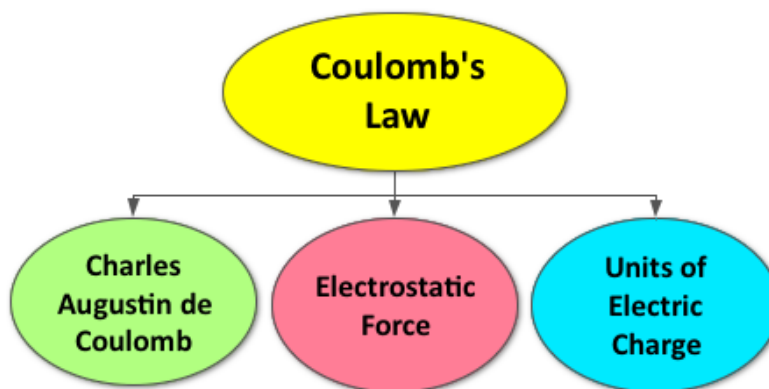 Coulomb's
Law
Charles
Augustin de
Coulomb
Electrostatic
Force
Units of
Electric
Charge